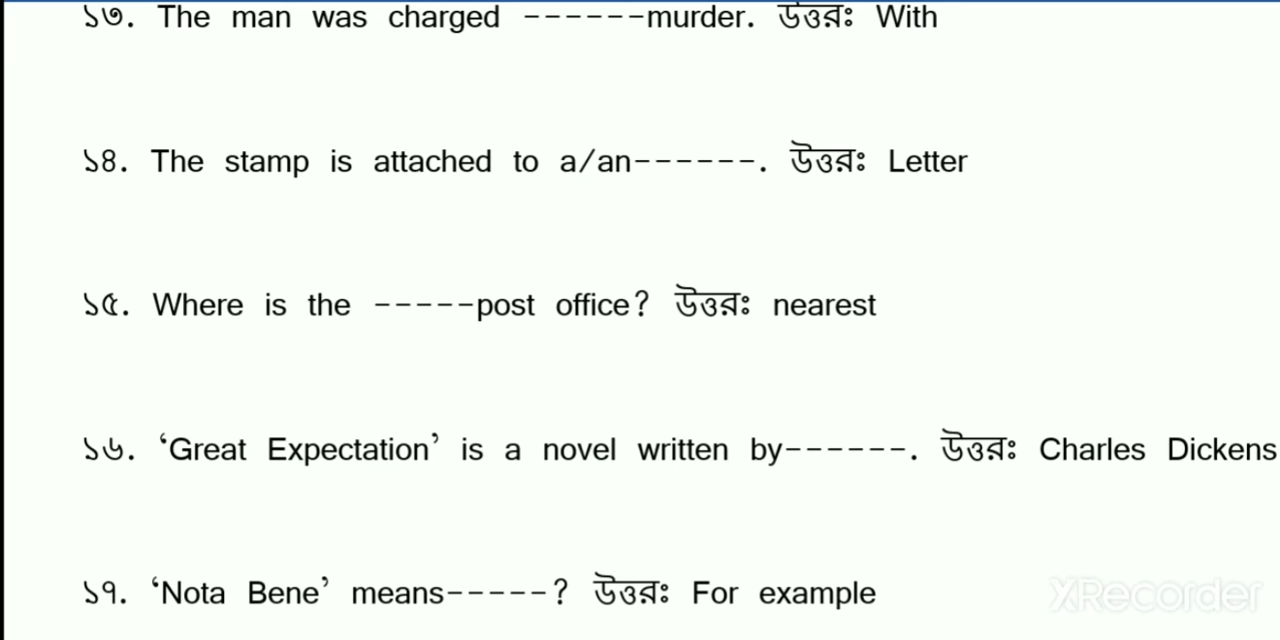 ১৩. The man was charged ------murder. উত্তরঃ With
১৪. The stamp is attached to a/an------. উত্তরঃ Letter
১৫. Where is the -----post office? উত্তরঃ nearest
১৬. ‘Great Expectation’ is a novel written by------. উত্তরঃ Charles Dickens
১৭. ‘Nota Bene’ means-----? উত্তরঃ For example
XRecorder